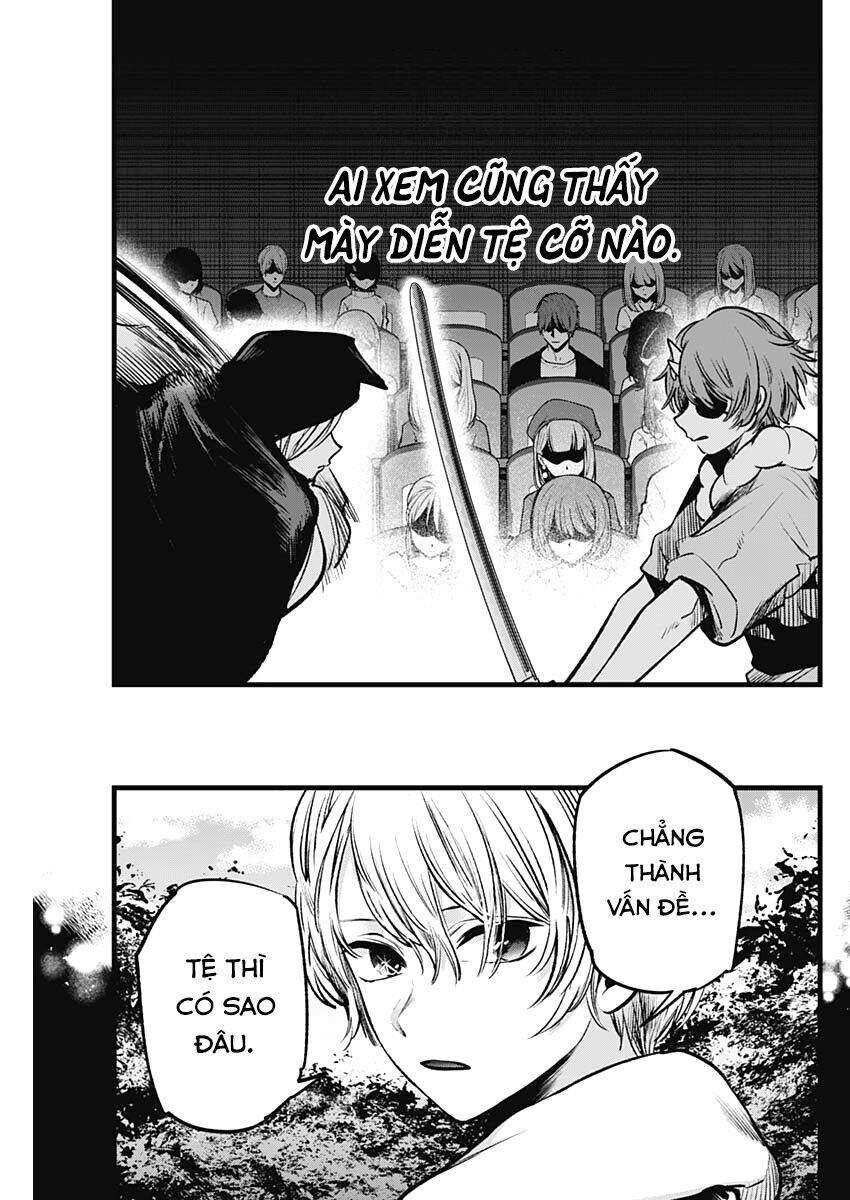 AI XEM CŨNG THẤY
MÀY DIỄN TỆ CỠ NÀO.
CHẲNG
THÀNH
VẤN ĐỀ...
TỆ THÌ
CÓ SAO
ĐÂU.